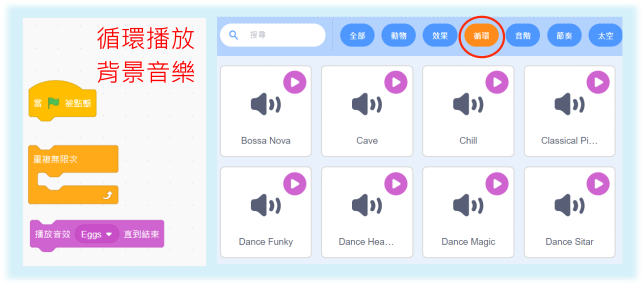 循環播放
背景音樂
當 被點擊
重複無限次
播放音效 Eggs 直到結束
搜尋
全部 動物 效果 循環 音階 節奏 太空
Bossa Nova Cave Chill Classical Pi...
Dance Funky Dance Hea... Dance Magic Dance Sitar